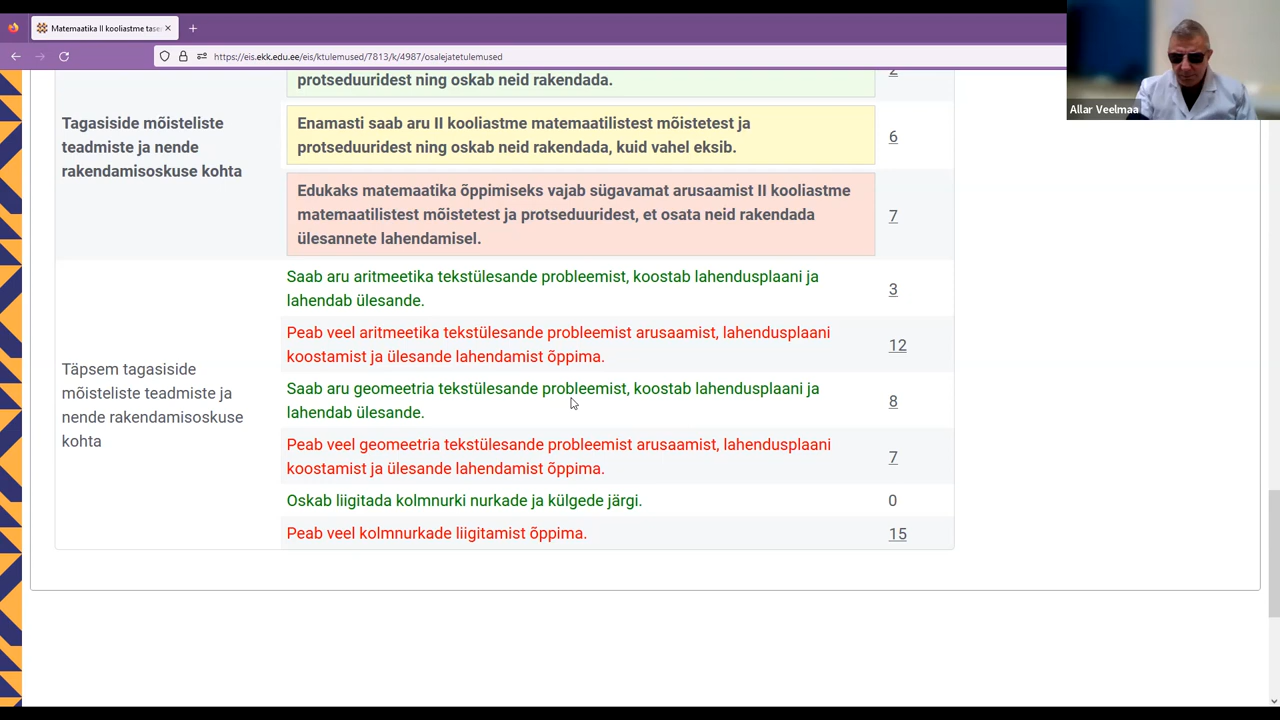 Matemaatika II kooliastme tase
https://eis.ekk.edu.ee/eis/ktulemused/7813/k/4987/osalejatetulemused
Allar Veelmaa
protseduuridest ning oskab neid rakendada.
2
Tagasiside mõisteliste
teadmiste ja nende
rakendamisoskuse kohta
Enamasti saab aru II kooliastme matemaatilistest mõistetest ja
protseduuridest ning oskab neid rakendada, kuid vahel eksib.
6
Edukaks matemaatika õppimiseks vajab sügavamat arusaamist II kooliastme
matemaatilistest mõistetest ja protseduuridest, et osata neid rakendada
ülesannete lahendamisel.
7
Täpsem tagasiside
mõisteliste teadmiste ja
nende rakendamisoskuse
kohta
Saab aru aritmeetika tekstülesande probleemist, koostab lahendusplaani ja
lahendab ülesande.
3
Peab veel aritmeetika tekstülesande probleemist arusaamist, lahendusplaani
koostamist ja ülesande lahendamist õppima.
12
Saab aru geomeetria tekstülesande probleemist, koostab lahendusplaani ja
lahendab ülesande.
8
Peab veel geomeetria tekstülesande probleemist arusaamist, lahendusplaani
koostamist ja ülesande lahendamist õppima.
7
Oskab liigitada kolmnurki nurkade ja külgede järgi.
0
Peab veel kolmnurkade liigitamist õppima.
15